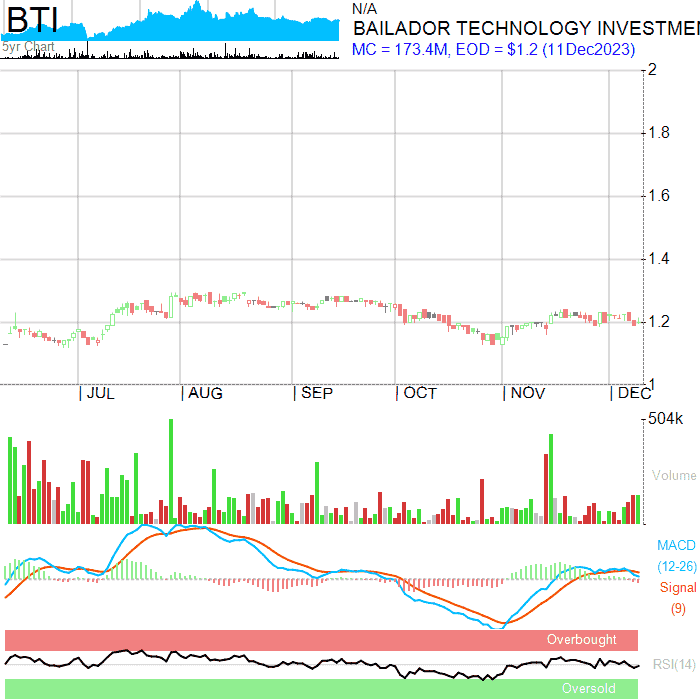 BTI
5yr Chart
N/A
BAILADOR TECHNOLOGY INVESTME
MC = 173.4M, EOD = $1.2 (11Dec2023)
2
1.8
1.6
1.4
1.2
1
JUL AUG SEP OCT NOV DEC
504k
Volume
MACD
(12-26)
Signal
(9)
Overbought
RSI(14)
Oversold